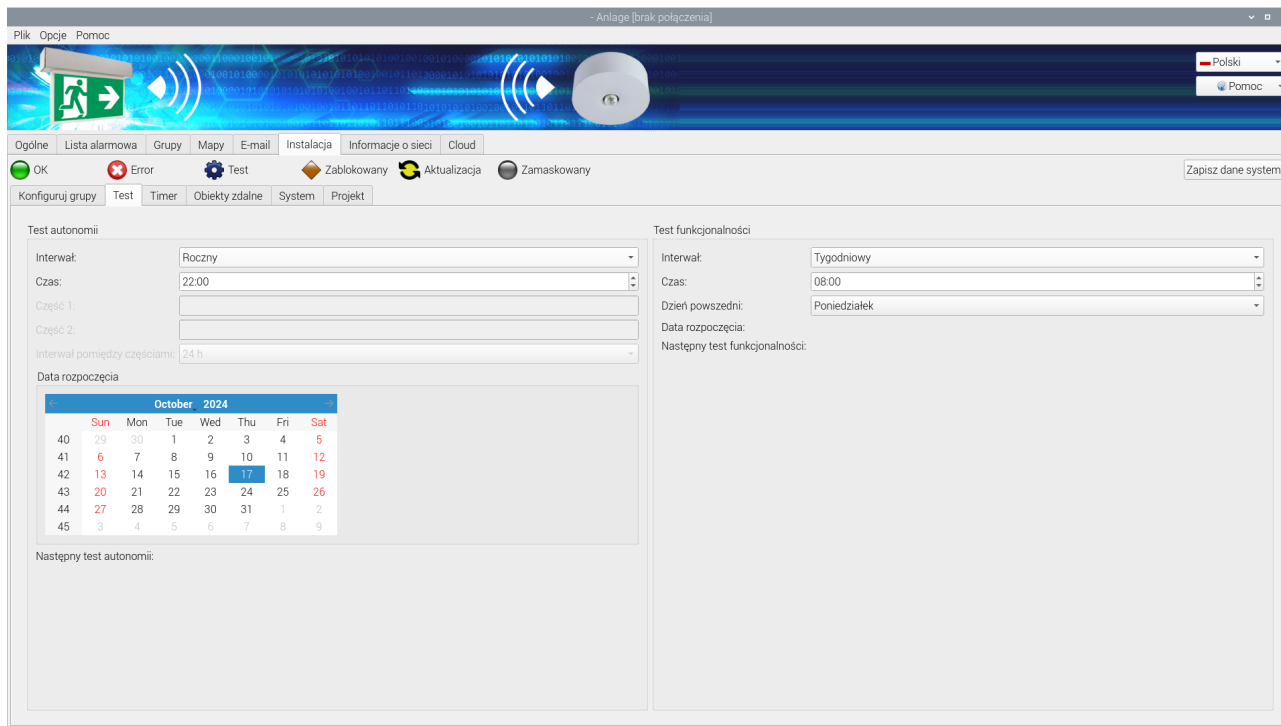 - Anlage [brak połączenia]
Plik Opcje Pomoc
Polski
Pomoc
Ogólne Lista alarmowa Grupy Mapy E-mail Instalacja Informacje o sieci Cloud
OK Error Test Zablokowany Aktualizacja Zamaskowany Zapisz dane system
Konfiguruj grupy Test Timer Obiekty zdalne System Projekt
Test autonomii
Interwał: Roczny
Czas: 22:00
Część 1:
Część 2:
Interwał pomiędzy częściami: 24 h
Data rozpoczęcia
October 2024
Sun Mon Tue Wed Thu Fri Sat
40 29 30 1 2 3 4 5
41 6 7 8 9 10 11 12
42 13 14 15 16 17 18 19
43 20 21 22 23 24 25 26
44 27 28 29 30 31 1 2
45 3 4 5 6 7 8 9
Następny test autonomii:
Test funkcjonalności
Interwał: Tygodniowy
Czas: 08:00
Dzień powszedni: Poniedziałek
Data rozpoczęcia:
Następny test funkcjonalności: